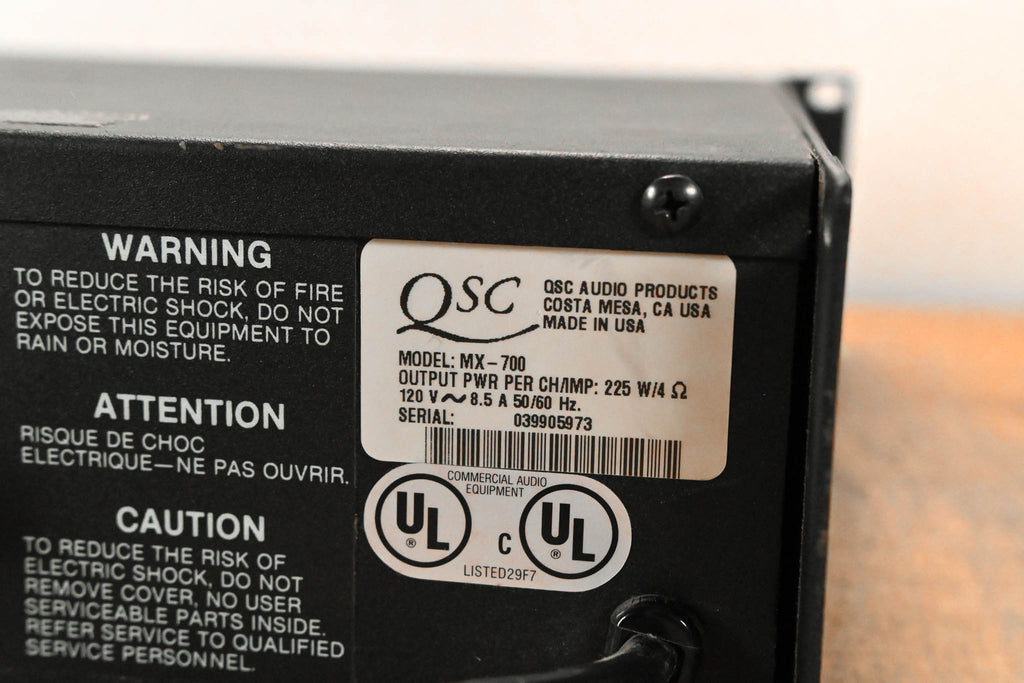 WARNING
TO REDUCE THE RISK OF FIRE
OR ELECTRIC SHOCK, DO NOT
EXPOSE THIS EQUIPMENT TO
RAIN OR MOISTURE.
ATTENTION
RISQUE DE CHOC
ELECTRIQUE—NE PAS OUVRIR.
CAUTION
TO REDUCE THE RISK OF
ELECTRIC SHOCK, DO NOT
REMOVE COVER, NO USER
SERVICEABLE PARTS INSIDE.
REFER SERVICE TO QUALIFIED
SERVICE PERSONNEL.
QSC
QSC AUDIO PRODUCTS
COSTA MESA, CA USA
MADE IN USA
MODEL: MX-700
OUTPUT PWR PER CH/IMP: 225 W/4 Ω
120 V ~ 8.5 A 50/60 Hz.
SERIAL: 039905973
COMMERCIAL AUDIO
EQUIPMENT
UL ® C UL ®
LISTED29F7